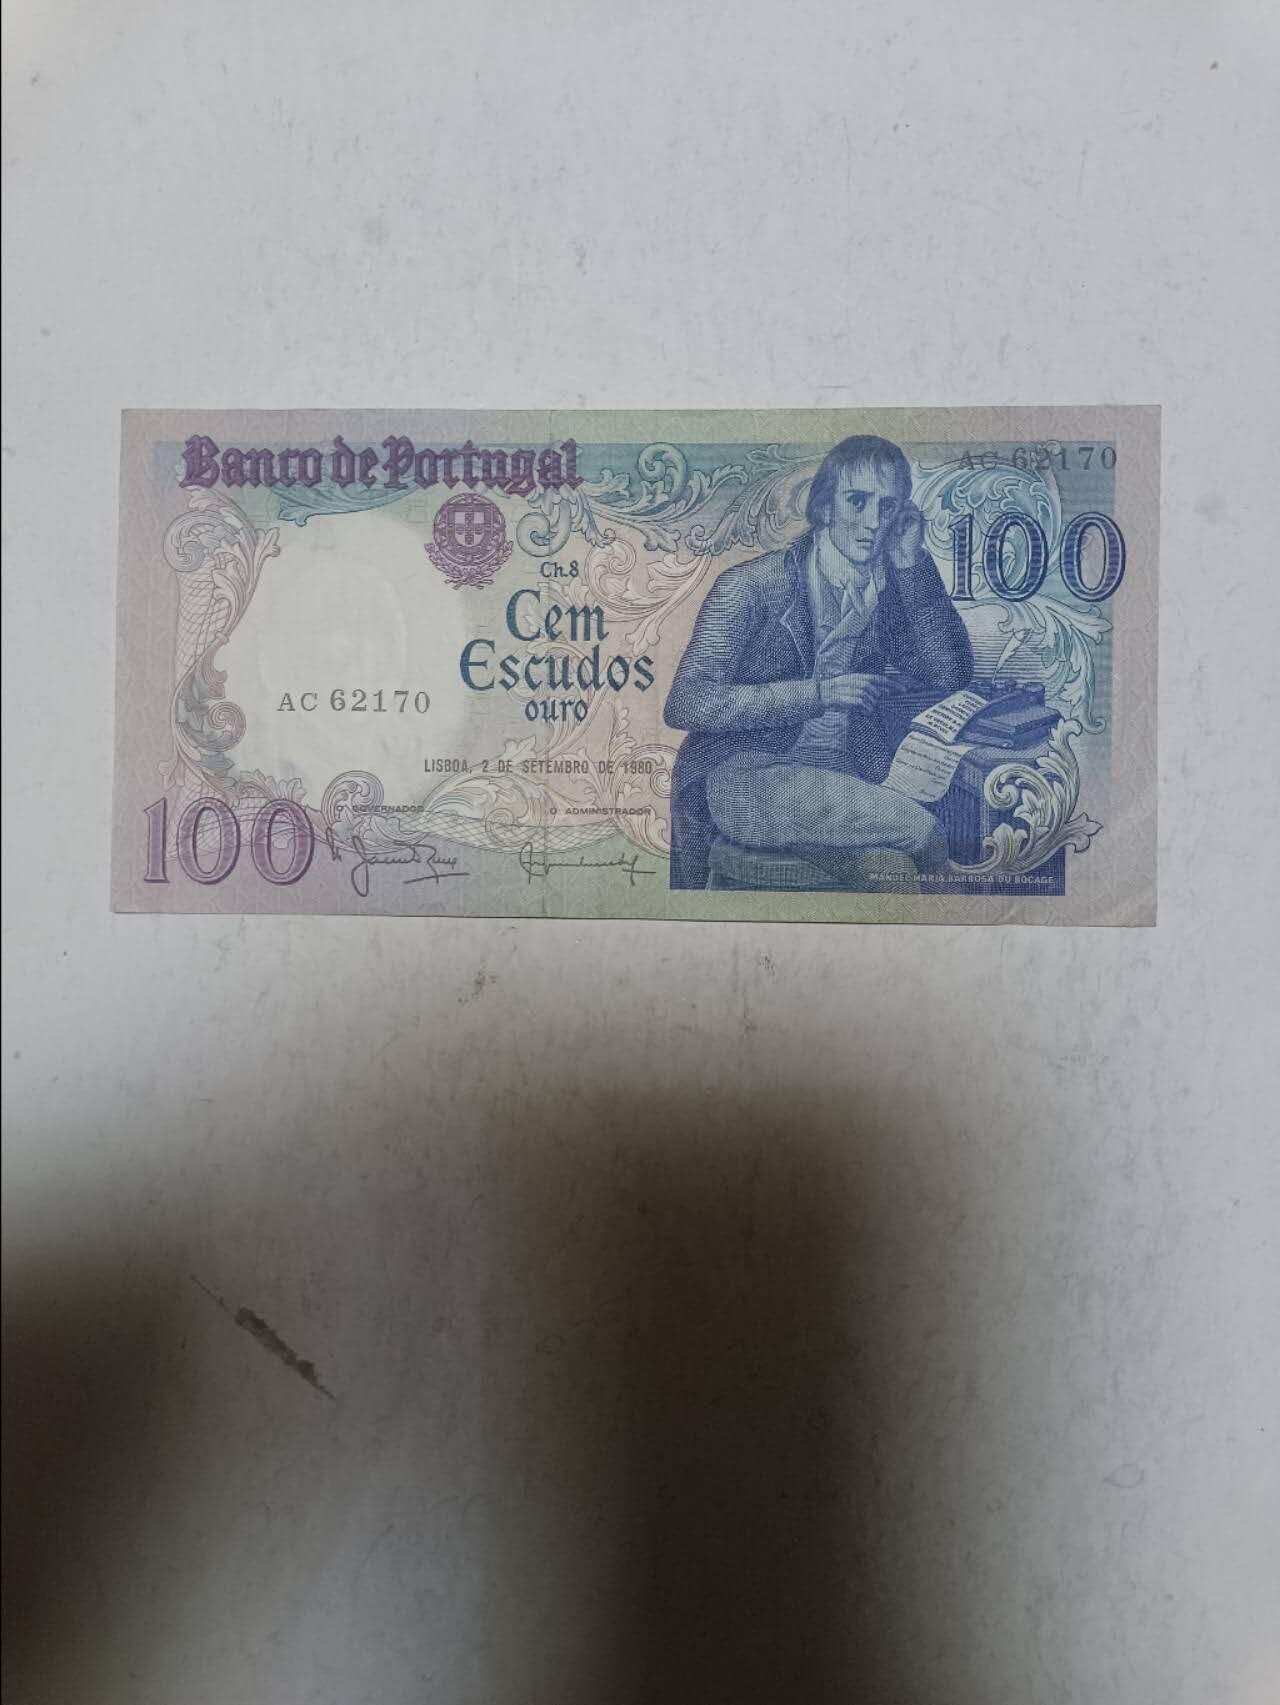 Banco de Portugal
AC 62170
100
Ch.8
Cem
Escudos
ouro
AC 62170
LISBOA, 2 DE SETEMBRO DE 1980
O GOVERNADOR
O ADMINISTRADOR
100
MANUEL MARIA BARBOSA DU BOCAGE